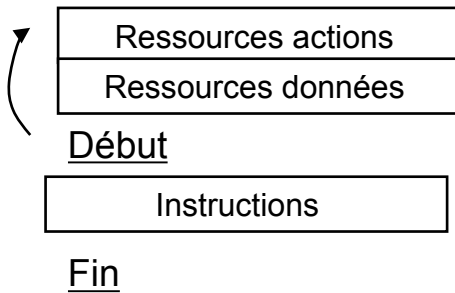 Ressources actions
Ressources données
Début
Instructions
Fin